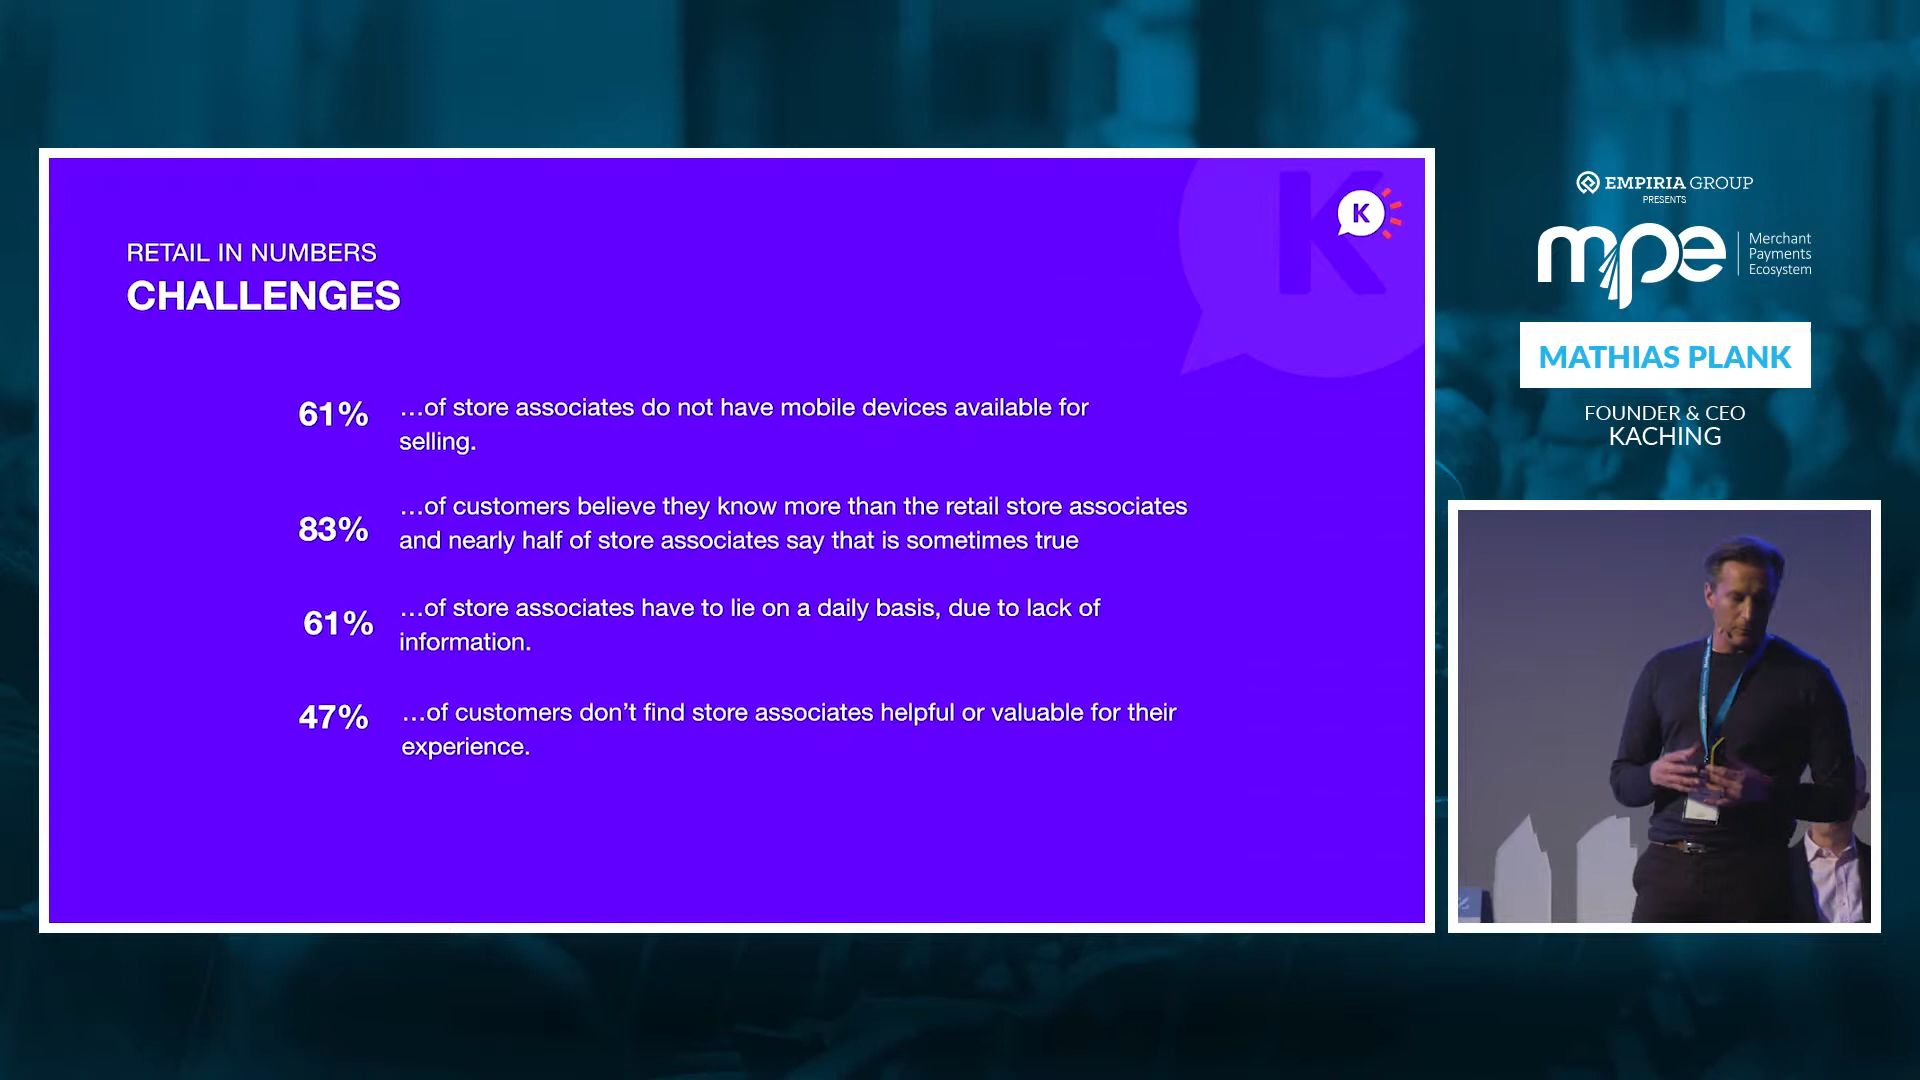 RETAIL IN NUMBERS
CHALLENGES
K
K
61% …of store associates do not have mobile devices available for
selling.
83% …of customers believe they know more than the retail store associates
and nearly half of store associates say that is sometimes true
61% …of store associates have to lie on a daily basis, due to lack of
information.
47% …of customers don’t find store associates helpful or valuable for their
experience.
EMPIRIA GROUP
PRESENTS
mpe
Merchant
Payments
Ecosystem
MATHIAS PLANK
FOUNDER & CEO
KACHING